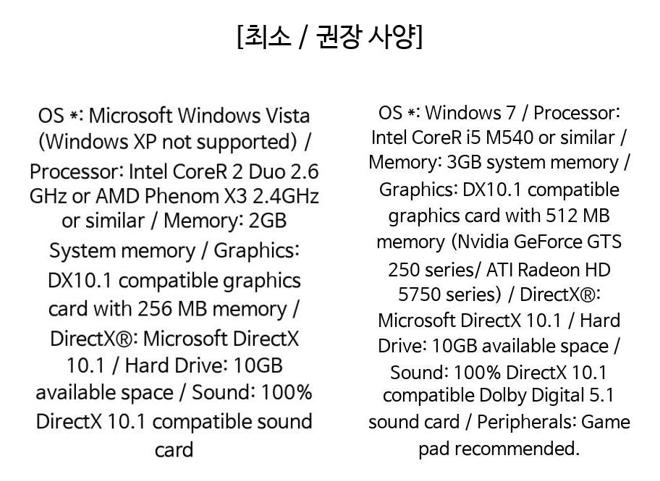 [최소 / 권장 사양]
OS *: Microsoft Windows Vista
(Windows XP not supported) /
Processor: Intel CoreR 2 Duo 2.6
GHz or AMD Phenom X3 2.4GHz
or similar / Memory: 2GB
System memory / Graphics:
DX10.1 compatible graphics
card with 256 MB memory /
DirectX®: Microsoft DirectX
10.1 / Hard Drive: 10GB
available space / Sound: 100%
DirectX 10.1 compatible sound
card
OS *: Windows 7 / Processor:
Intel CoreR i5 M540 or similar /
Memory: 3GB system memory /
Graphics: DX10.1 compatible
graphics card with 512 MB
memory (Nvidia GeForce GTS
250 series/ ATI Radeon HD
5750 series) / DirectX®:
Microsoft DirectX 10.1 / Hard
Drive: 10GB available space /
Sound: 100% DirectX 10.1
compatible Dolby Digital 5.1
sound card / Peripherals: Game
pad recommended.